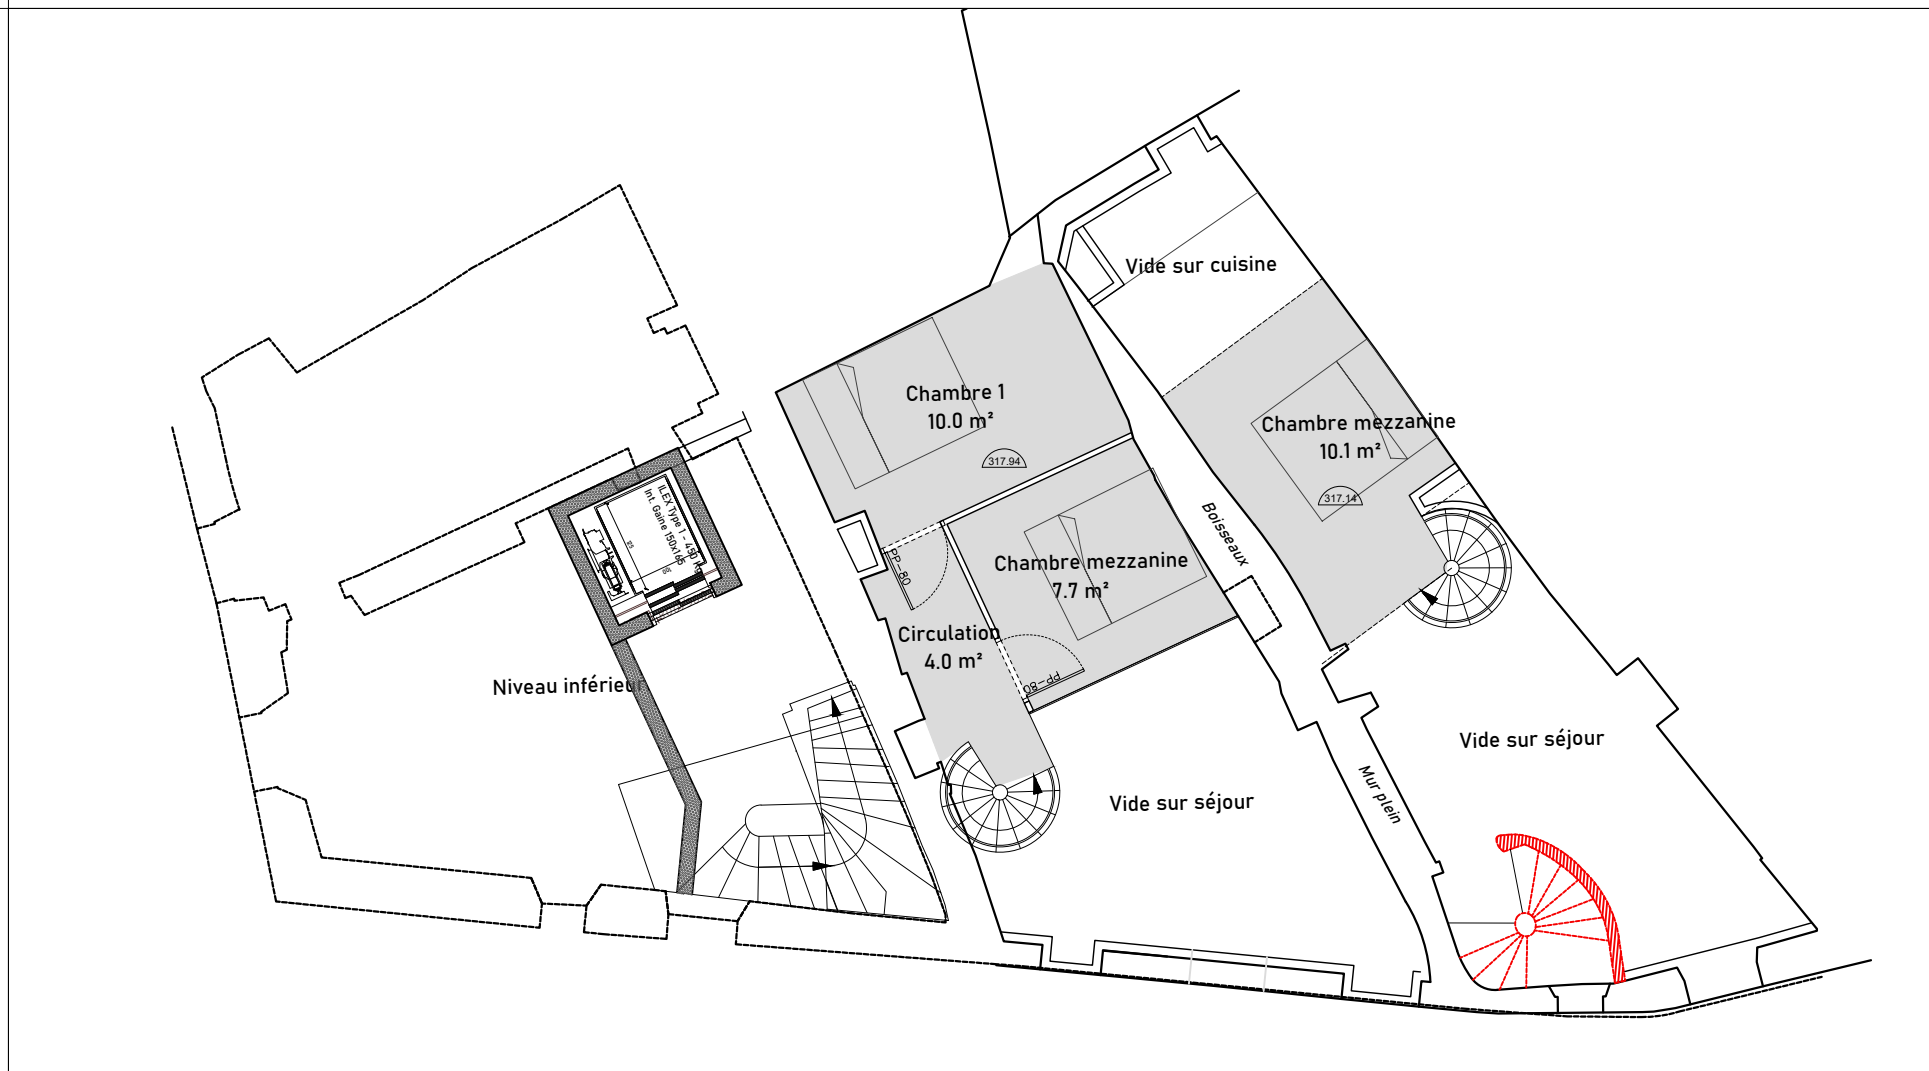 Vide sur cuisine
Chambre 1
10.0 m²
317.94
Chambre mezzanine
10.1 m²
317.14
ILEX Type 1 - 450 Kg
Int. Gaine 150x165
Boisseaux
PP-80
Chambre mezzanine
7.7 m²
Circulation
4.0 m²
PP-80
Niveau inférieur
Vide sur séjour
Mur plein
Vide sur séjour